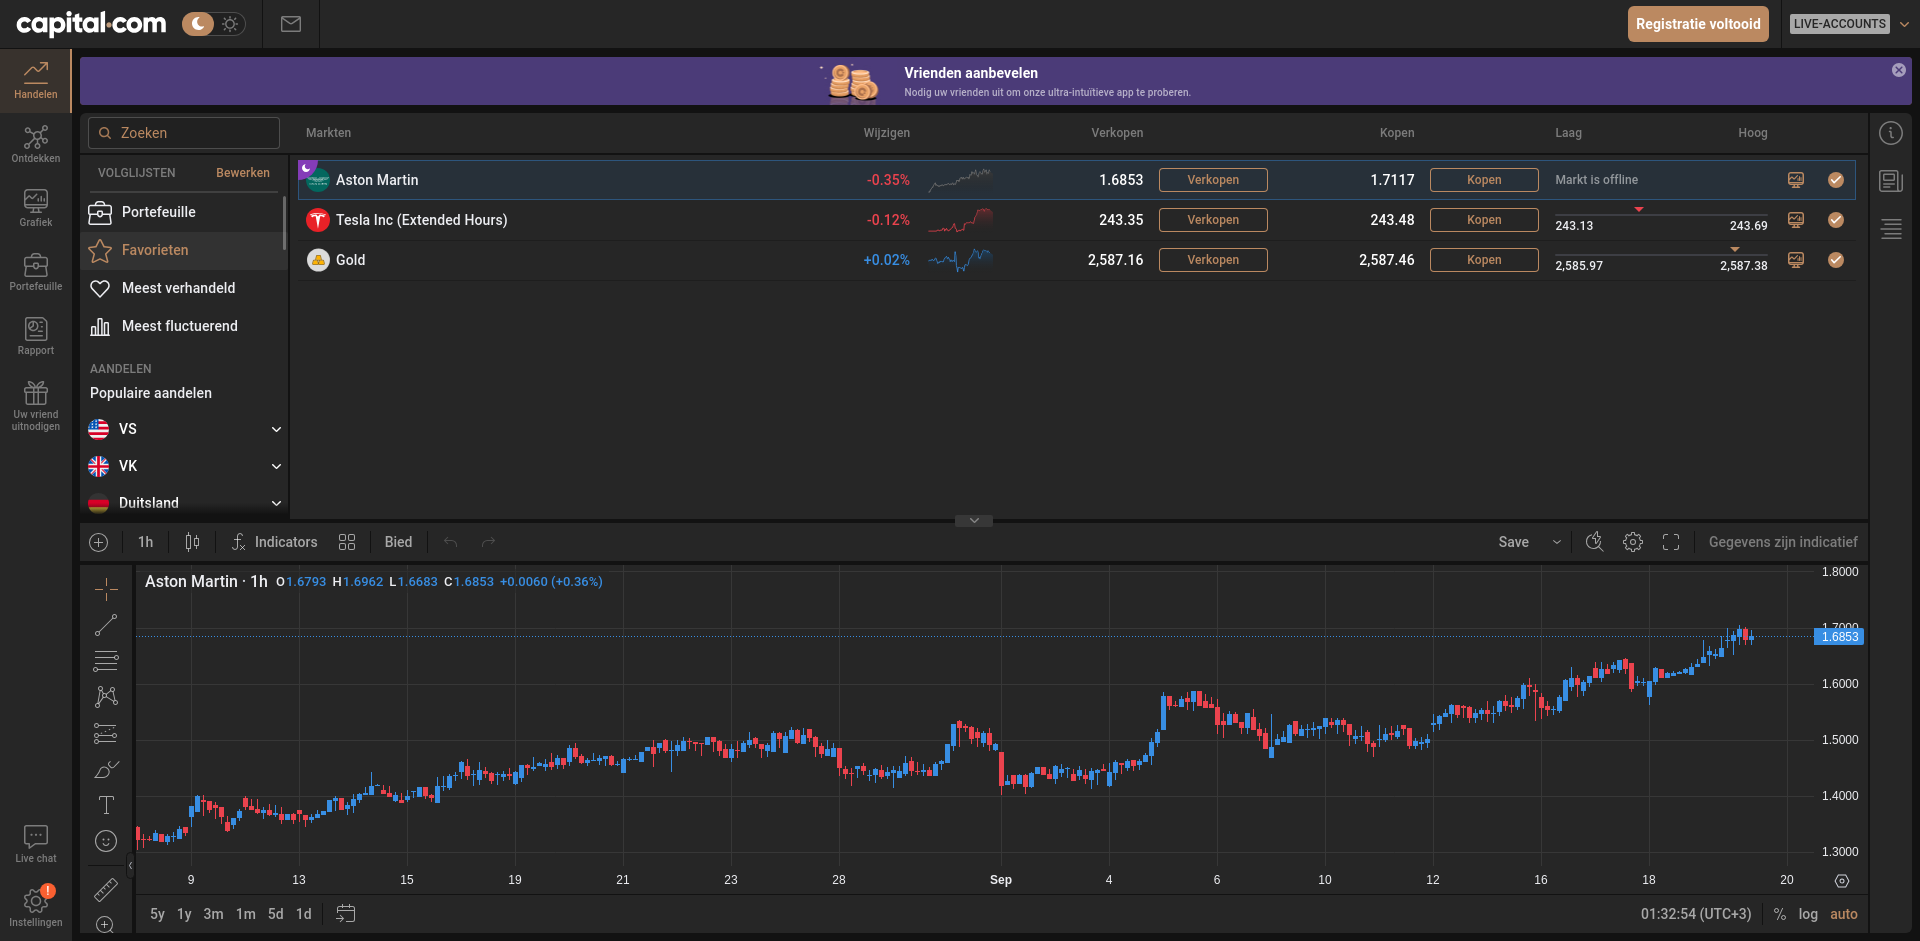 capital.com
Registratie voltooid
LIVE-ACCOUNTS
Handelen
Ontdekken
Grafiek
Portefeuille
Rapport
Uw vriend
uitnodigen
Live chat
!
Instellingen
Vrienden aanbevelen
Nodig uw vrienden uit om onze ultra-intuïtieve app te proberen.
Zoeken
Markten Wijzigen Verkopen Kopen Laag Hoog
VOLGLIJSTEN Bewerken
Portefeuille
Favorieten
Meest verhandeld
Meest fluctuerend
AANDELEN
Populaire aandelen
VS
VK
Duitsland
Aston Martin -0.35% 1.6853 Verkopen 1.7117 Kopen Markt is offline
Tesla Inc (Extended Hours) -0.12% 243.35 Verkopen 243.48 Kopen 243.13 243.69
Gold +0.02% 2,587.16 Verkopen 2,587.46 Kopen 2,585.97 2,587.38
1h Indicators Bied Save Gegevens zijn indicatief
Aston Martin · 1h O1.6793 H1.6962 L1.6683 C1.6853 +0.0060 (+0.36%)
1.8000
1.7000
1.6853
1.6000
1.5000
1.4000
1.3000
9 13 15 19 21 23 28 Sep 4 6 10 12 16 18 20
5y 1y 3m 1m 5d 1d 01:32:54 (UTC+3) % log auto